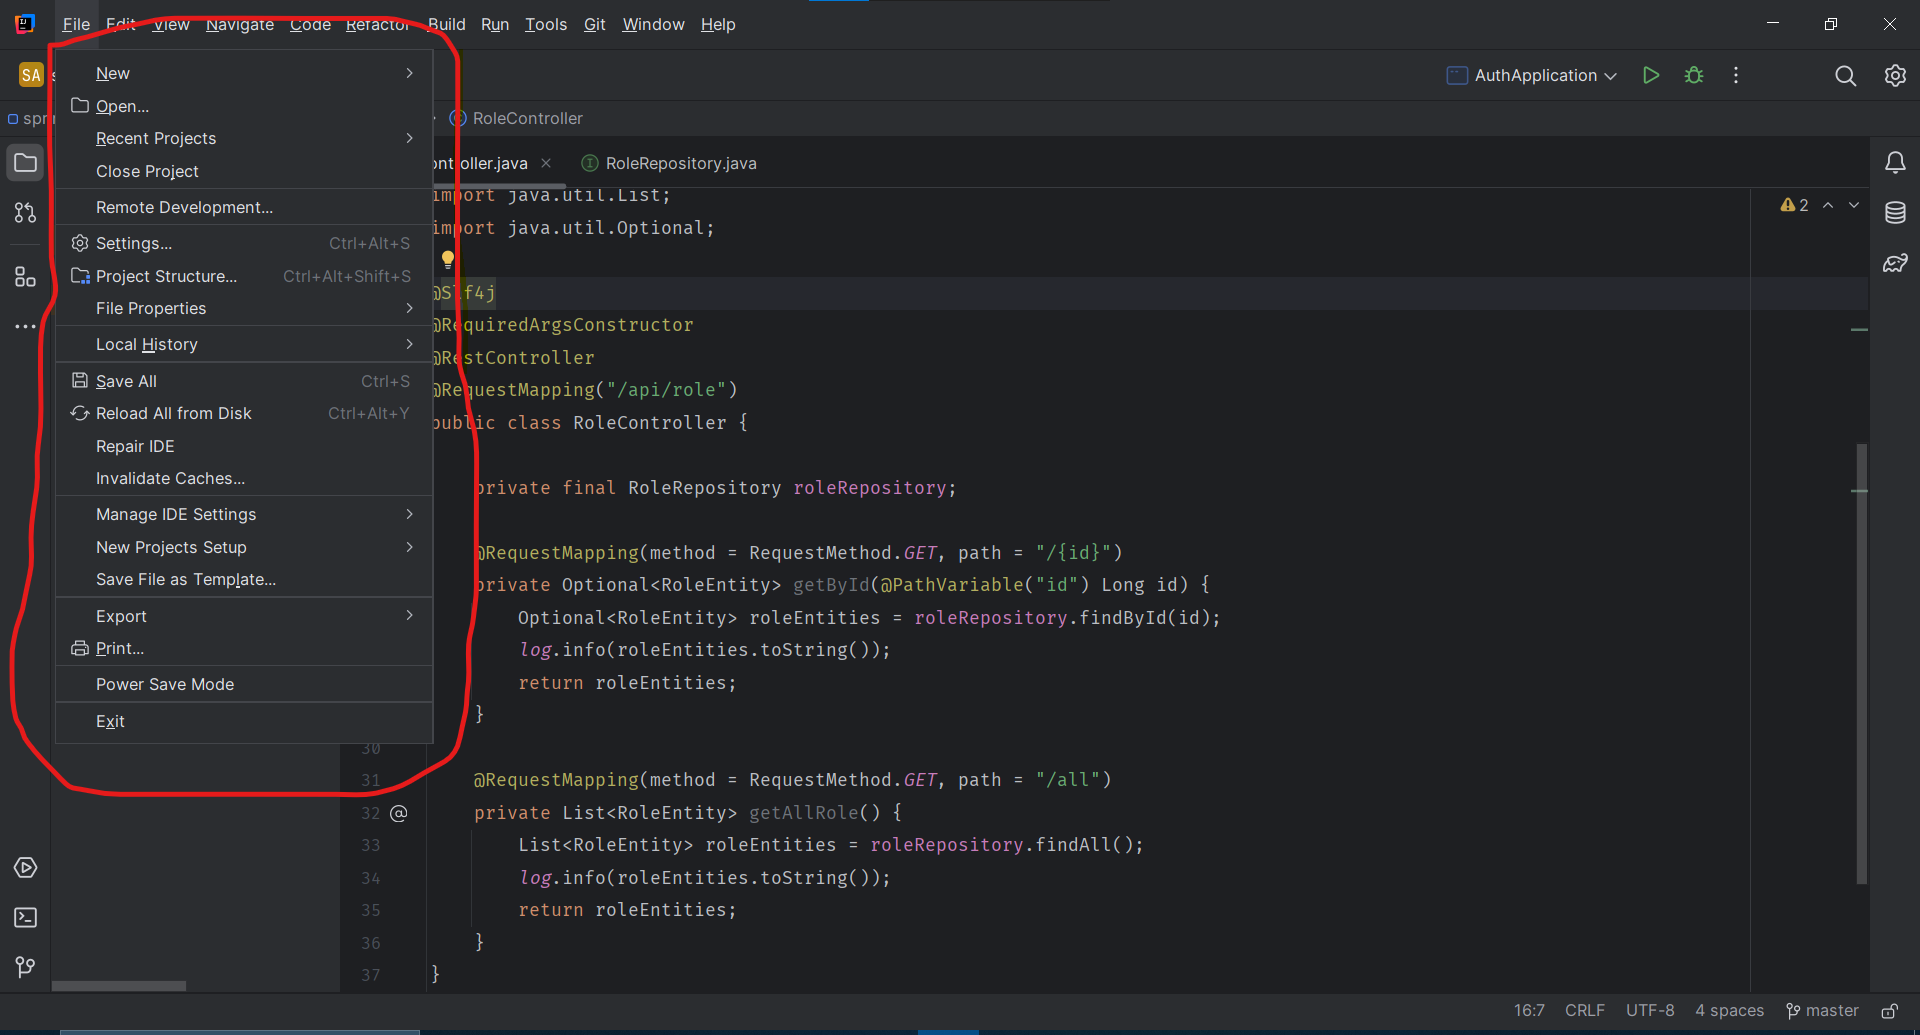 File Edit View Navigate Code Refactor Build Run Tools Git Window Help
SA AuthApplication
RoleController
New
Open...
Recent Projects
Close Project
Remote Development...
Settings... Ctrl+Alt+S
Project Structure... Ctrl+Alt+Shift+S
File Properties
Local History
Save All Ctrl+S
Reload All from Disk Ctrl+Alt+Y
Repair IDE
Invalidate Caches...
Manage IDE Settings
New Projects Setup
Save File as Template...
Export
Print...
Power Save Mode
Exit
ontroller.java RoleRepository.java
import java.util.List;
import java.util.Optional;
2
@Slf4j
@RequiredArgsConstructor
@RestController
@RequestMapping("/api/role")
public class RoleController {
private final RoleRepository roleRepository;
@RequestMapping(method = RequestMethod.GET, path = "/{id}")
private Optional<RoleEntity> getById(@PathVariable("id") Long id) {
Optional<RoleEntity> roleEntities = roleRepository.findById(id);
log.info(roleEntities.toString());
return roleEntities;
}
30
31 @RequestMapping(method = RequestMethod.GET, path = "/all")
32 @ private List<RoleEntity> getAllRole() {
33 List<RoleEntity> roleEntities = roleRepository.findAll();
34 log.info(roleEntities.toString());
35 return roleEntities;
36 }
37 }
16:7 CRLF UTF-8 4 spaces master